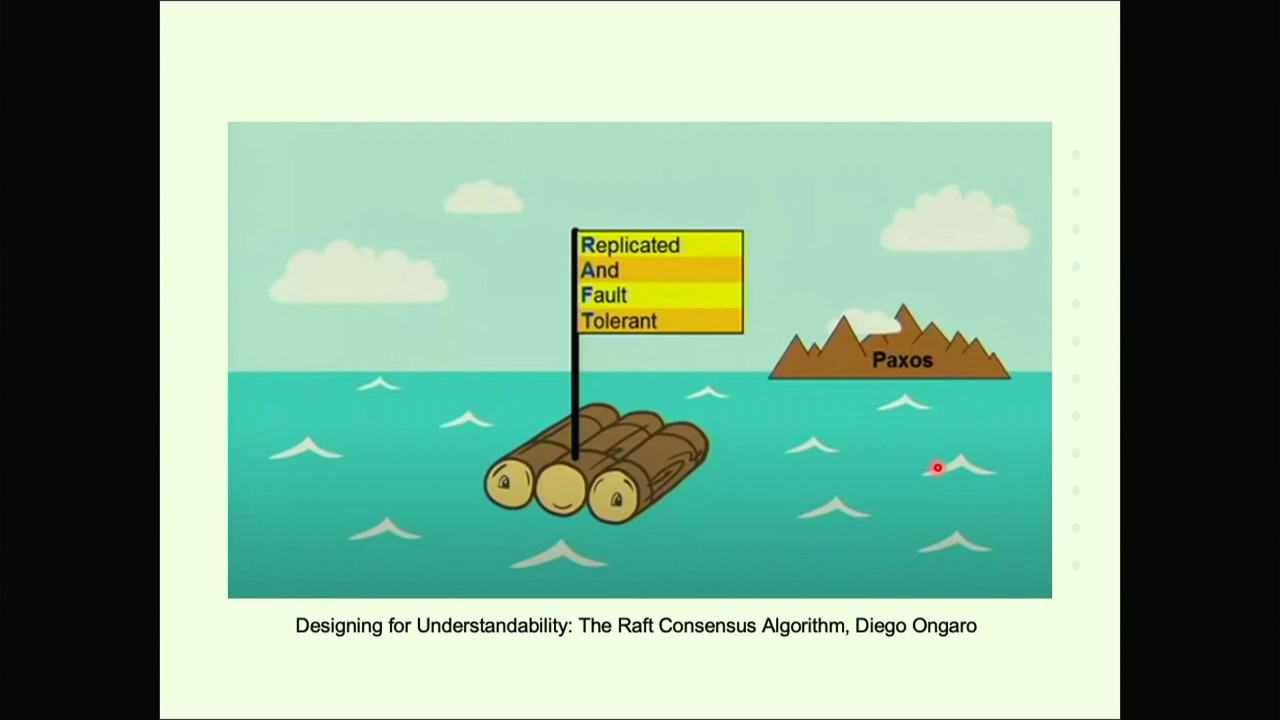 Replicated
And
Fault
Tolerant
Paxos
Designing for Understandability: The Raft Consensus Algorithm, Diego Ongaro